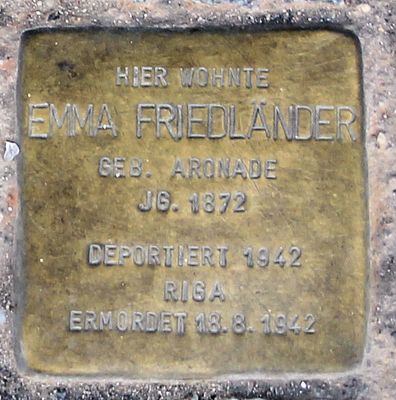 HIER WOHNTE
EMMA FRIEDLÄNDER
GEB. ARONADE
JG. 1872
DEPORTIERT 1942
RIGA
ERMORDET 18.8.1942